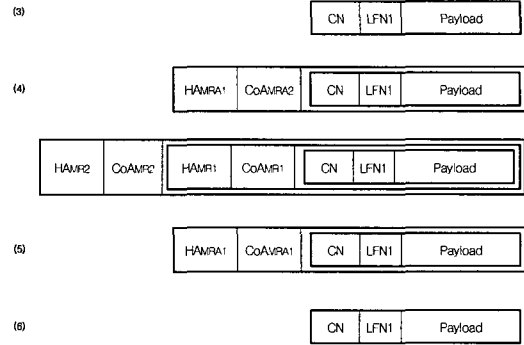 (3)
CN LFN1 Payload
(4)
HAMRA1 CoAMRA2 CN LFN1 Payload
HAMR2 CoAMR2 HAMR1 CoAMR1 CN LFN1 Payload
(5)
HAMRA1 CoAMRA1 CN LFN1 Payload
(6)
CN LFN1 Payload